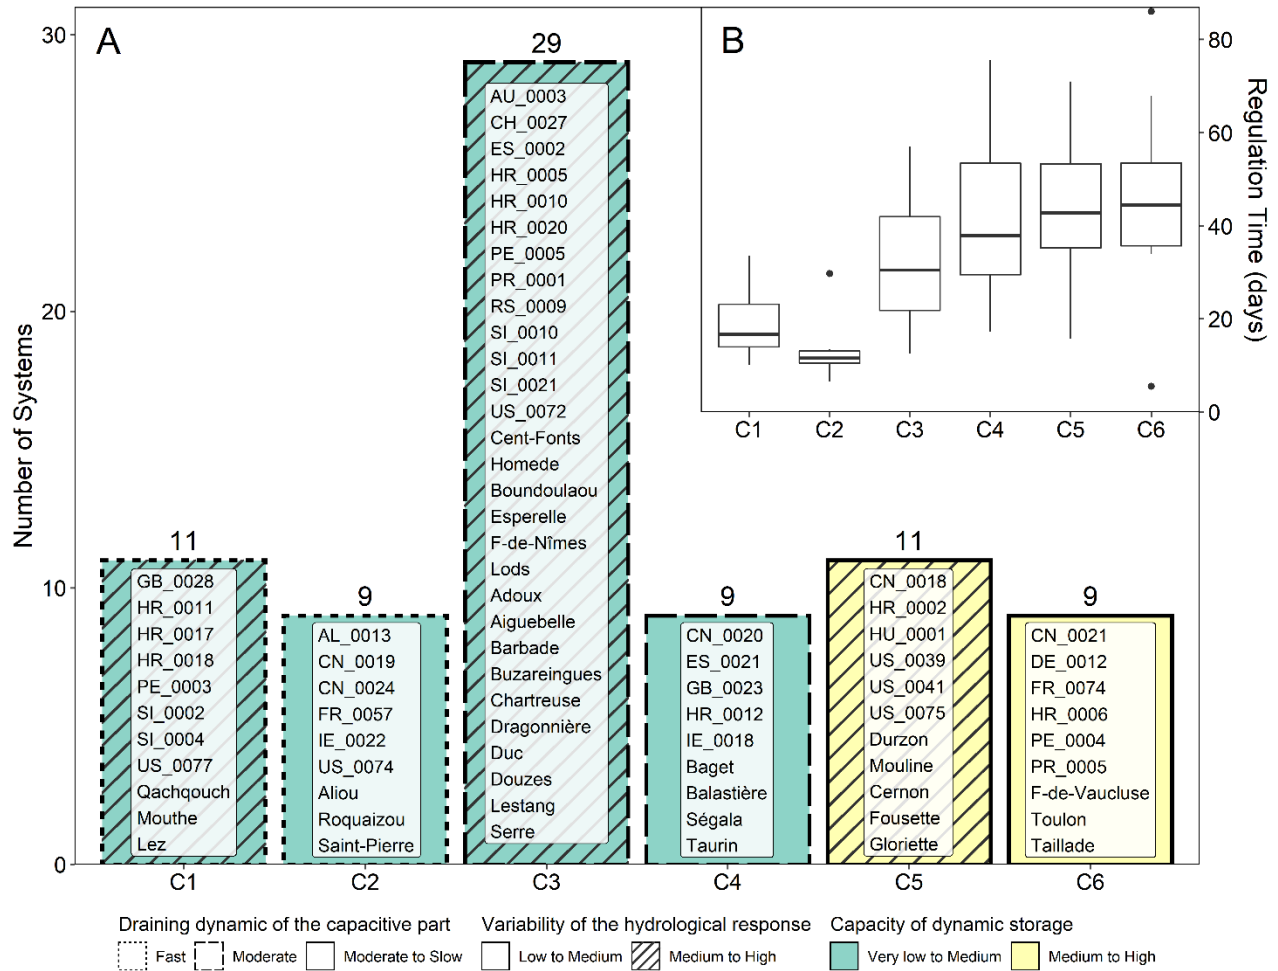 A
B
Number of Systems
30
20
10
0
11
GB_0028
HR_0011
HR_0017
HR_0018
PE_0003
SI_0002
SI_0004
US_0077
Qachqouch
Mouthe
Lez
9
AL_0013
CN_0019
CN_0024
FR_0057
IE_0022
US_0074
Aliou
Roquaizou
Saint-Pierre
29
AU_0003
CH_0027
ES_0002
HR_0005
HR_0010
HR_0020
PE_0005
PR_0001
RS_0009
SI_0010
SI_0011
SI_0021
US_0072
Cent-Fonts
Homede
Boundoulaou
Esperelle
F-de-Nîmes
Lods
Adoux
Aiguebelle
Barbade
Buzareingues
Chartreuse
Dragonnière
Duc
Douzes
Lestang
Serre
9
CN_0020
ES_0021
GB_0023
HR_0012
IE_0018
Baget
Balastière
Ségala
Taurin
11
CN_0018
HR_0002
HU_0001
US_0039
US_0041
US_0075
Durzon
Mouline
Cernon
Fousette
Gloriette
9
CN_0021
DE_0012
FR_0074
HR_0006
PE_0004
PR_0005
F-de-Vaucluse
Toulon
Taillade
C1 C2 C3 C4 C5 C6
80
60
40
20
0
Regulation Time (days)
C1 C2 C3 C4 C5 C6
Draining dynamic of the capacitive part
Fast Moderate Moderate to Slow
Variability of the hydrological response
Low to Medium Medium to High
Capacity of dynamic storage
Very low to Medium Medium to High